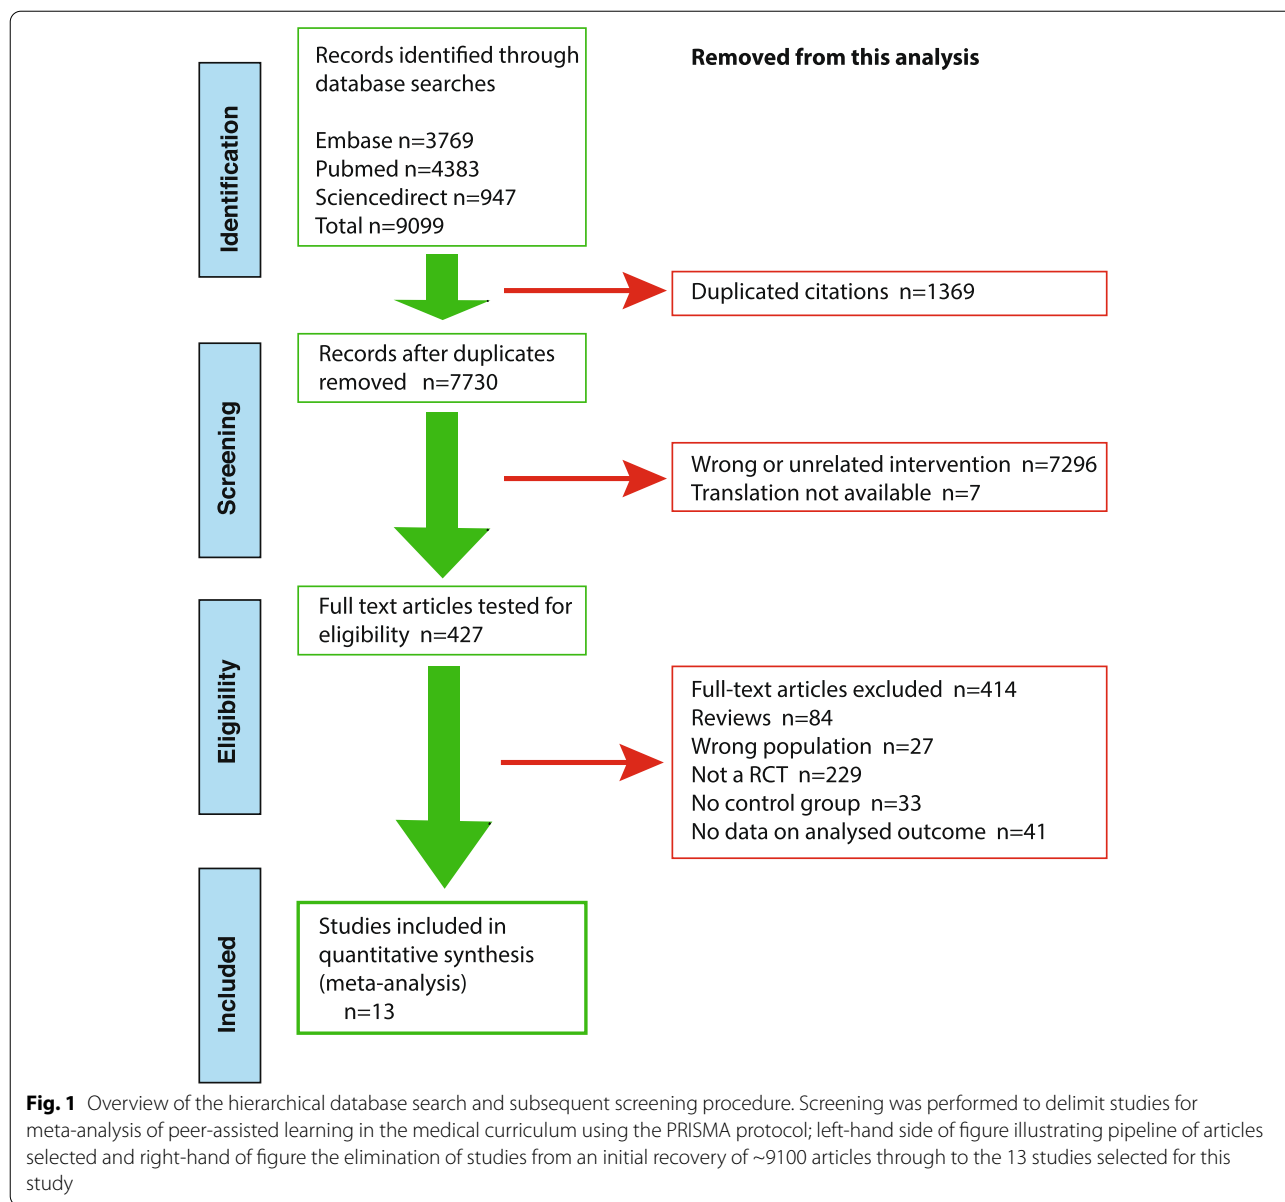 Identification
Records identified through
database searches
Embase n=3769
Pubmed n=4383
Sciencedirect n=947
Total n=9099
Removed from this analysis
Duplicated citations n=1369
Screening
Records after duplicates
removed n=7730
Wrong or unrelated intervention n=7296
Translation not available n=7
Eligibility
Full text articles tested for
eligibility n=427
Full-text articles excluded n=414
Reviews n=84
Wrong population n=27
Not a RCT n=229
No control group n=33
No data on analysed outcome n=41
Included
Studies included in
quantitative synthesis
(meta-analysis)
n=13
Fig. 1 Overview of the hierarchical database search and subsequent screening procedure. Screening was performed to delimit studies for
meta-analysis of peer-assisted learning in the medical curriculum using the PRISMA protocol; left-hand side of figure illustrating pipeline of articles
selected and right-hand of figure the elimination of studies from an initial recovery of ~9100 articles through to the 13 studies selected for this
study